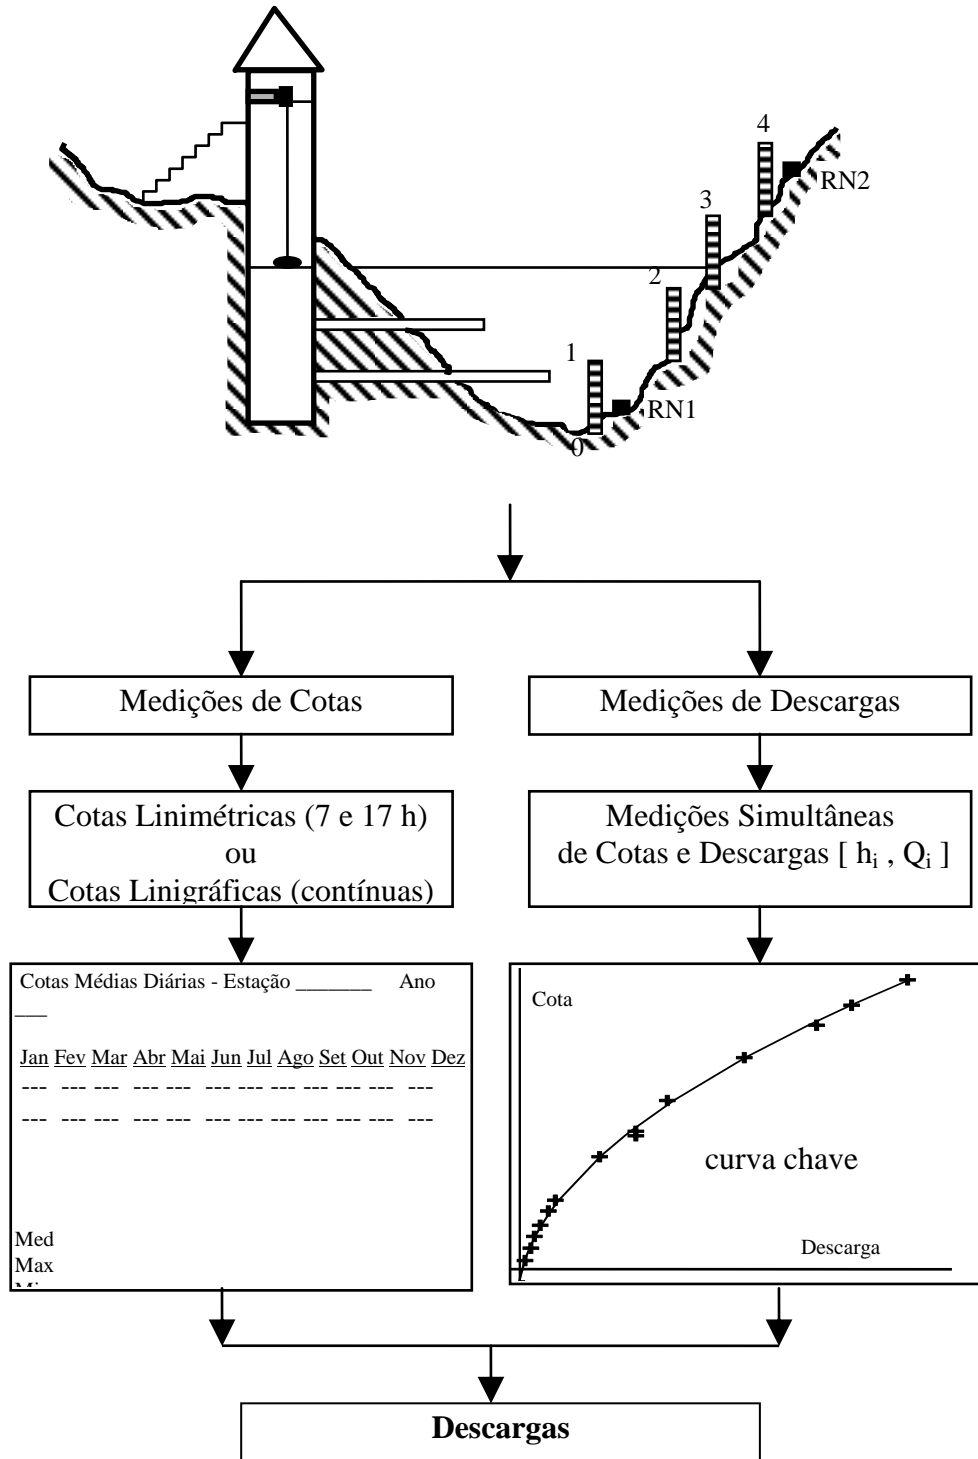 4
RN2
3
2
1
RN1
0
Medições de Cotas
Medições de Descargas
Cotas Linimétricas (7 e 17 h)
ou
Cotas Linigráficas (contínuas)
Medições Simultâneas
de Cotas e Descargas [ hi , Qi ]
Cotas Médias Diárias - Estação _______ Ano
___
Jan Fev Mar Abr Mai Jun Jul Ago Set Out Nov Dez
--- --- --- --- --- --- --- --- --- --- --- ---
--- --- --- --- --- --- --- --- --- --- --- ---
Med
Max
Cota
curva chave
Descarga
Descargas